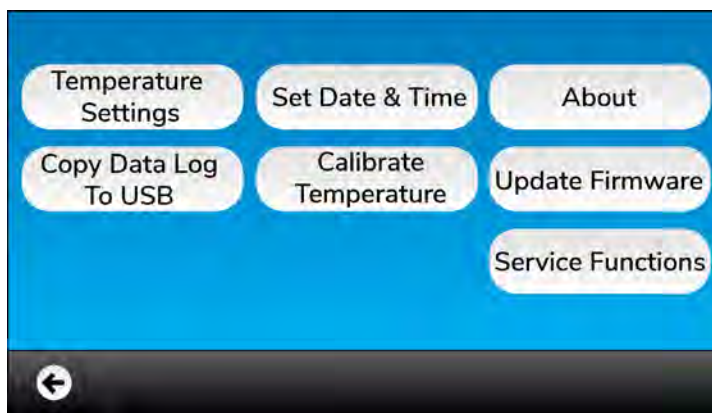 Temperature
Settings
Set Date & Time
About
Copy Data Log
To USB
Calibrate
Temperature
Update Firmware
Service Functions